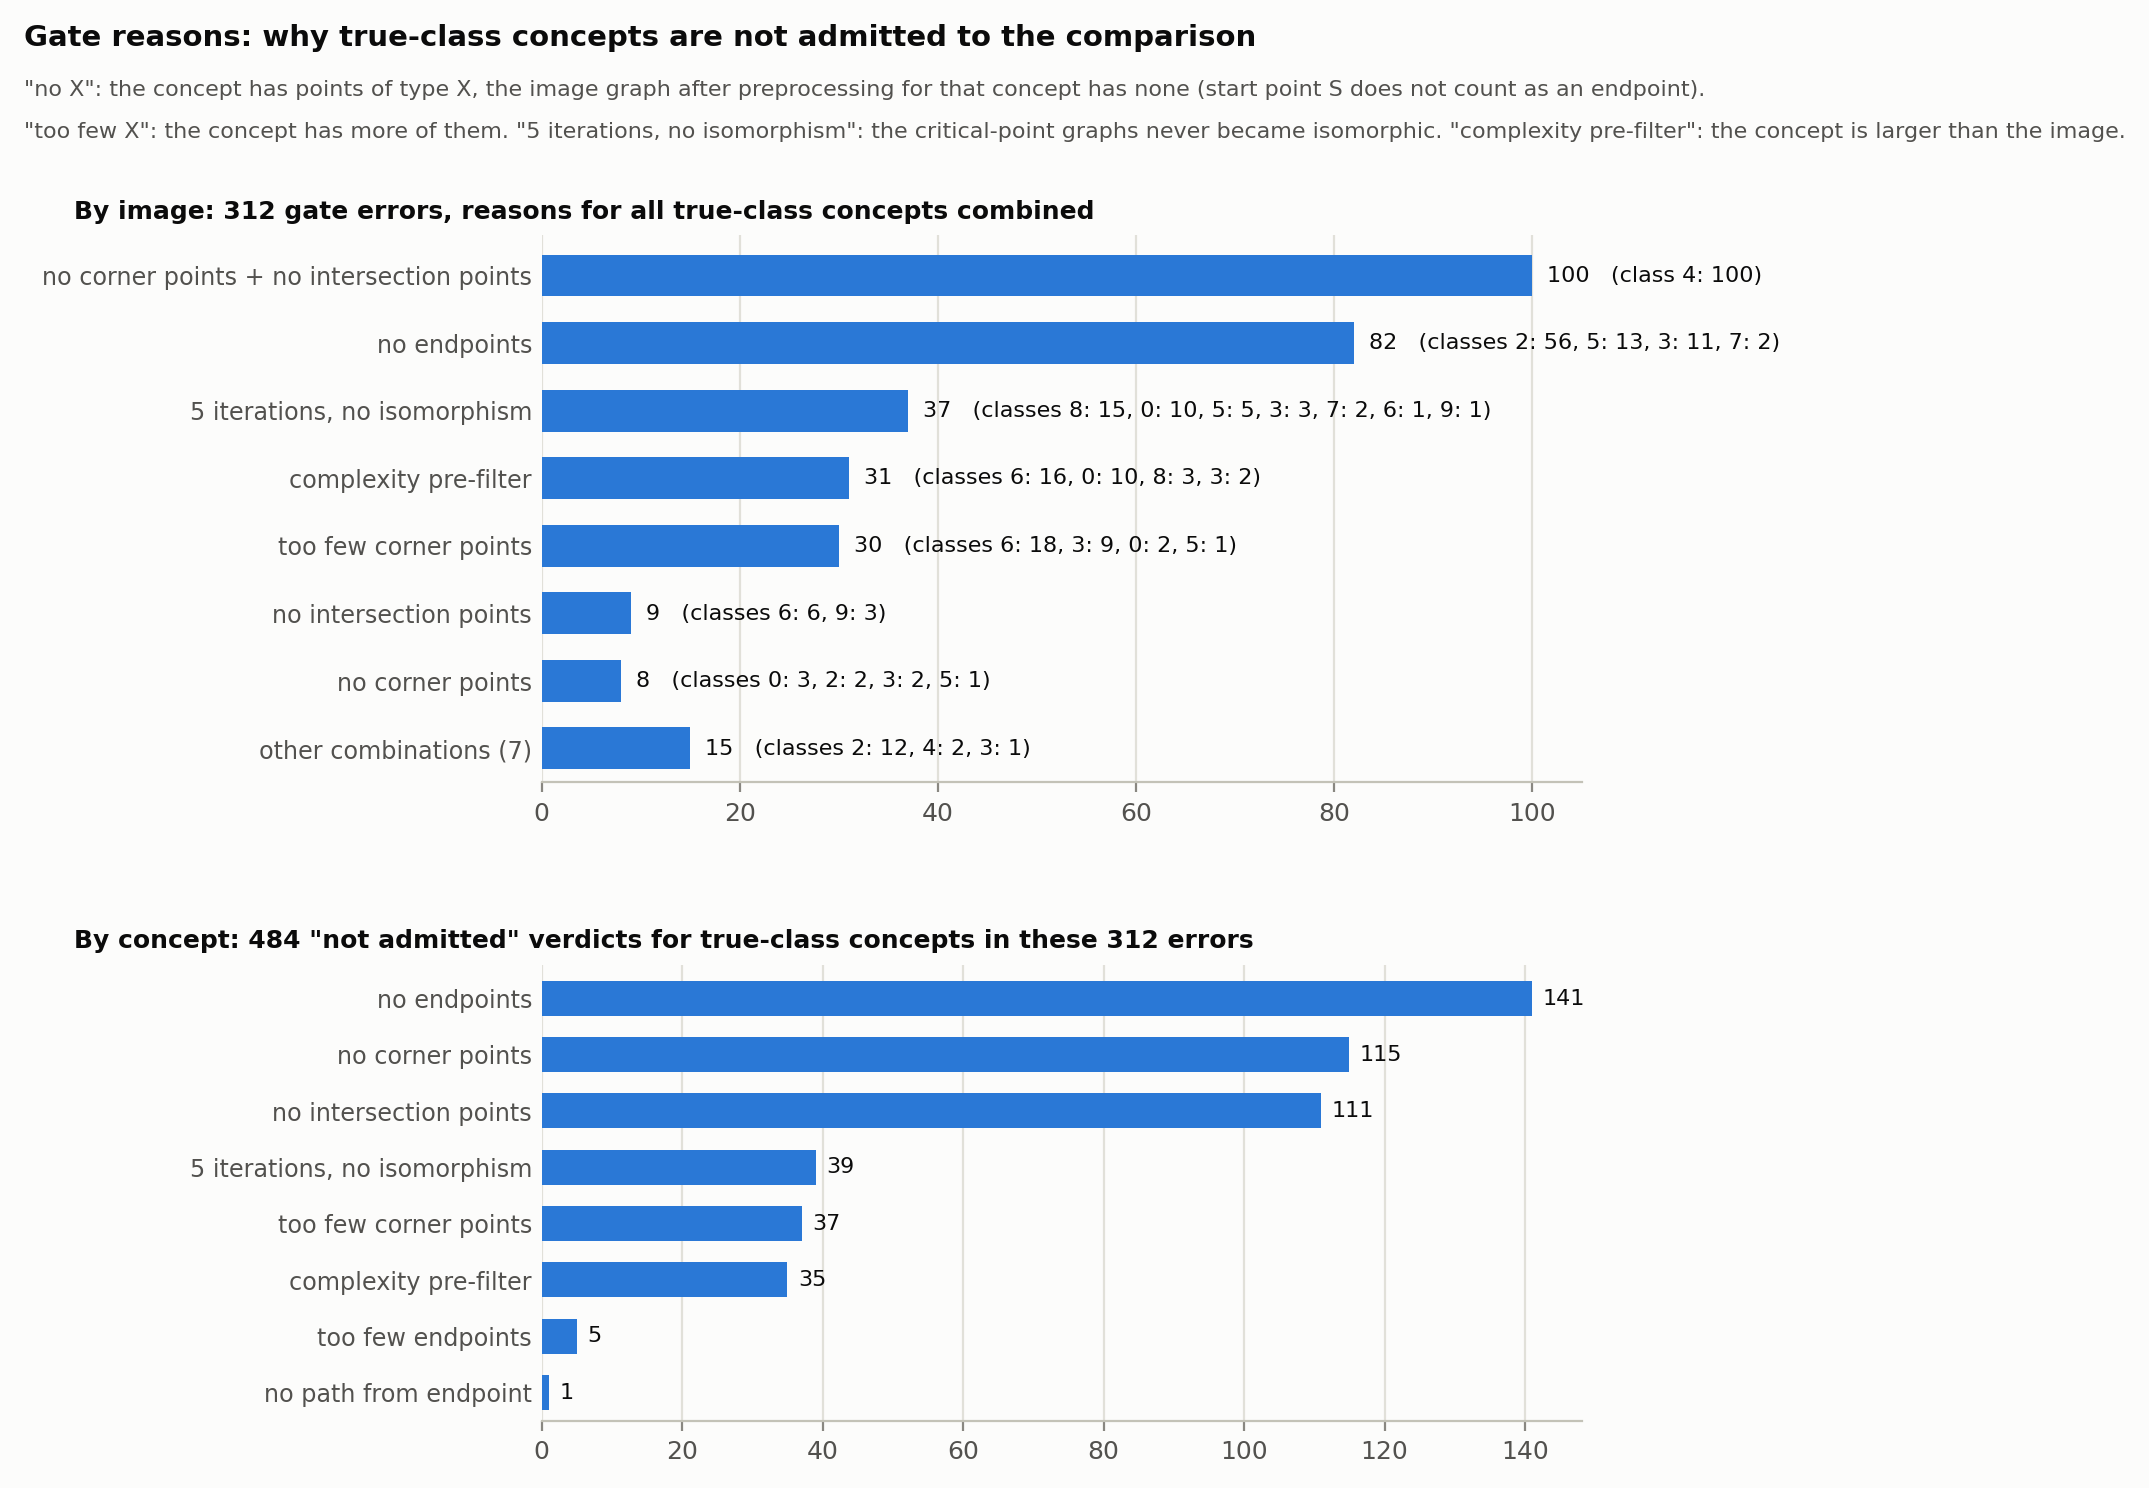 Gate reasons: why true-class concepts are not admitted to the comparison
"no X": the concept has points of type X, the image graph after preprocessing for that concept has none (start point S does not count as an endpoint).
"too few X": the concept has more of them. "5 iterations, no isomorphism": the critical-point graphs never became isomorphic. "complexity pre-filter": the concept is larger than the image.
By image: 312 gate errors, reasons for all true-class concepts combined
no corner points + no intersection points 100 (class 4: 100)
no endpoints 82 (classes 2: 56, 5: 13, 3: 11, 7: 2)
5 iterations, no isomorphism 37 (classes 8: 15, 0: 10, 5: 5, 3: 3, 7: 2, 6: 1, 9: 1)
complexity pre-filter 31 (classes 6: 16, 0: 10, 8: 3, 3: 2)
too few corner points 30 (classes 6: 18, 3: 9, 0: 2, 5: 1)
no intersection points 9 (classes 6: 6, 9: 3)
no corner points 8 (classes 0: 3, 2: 2, 3: 2, 5: 1)
other combinations (7) 15 (classes 2: 12, 4: 2, 3: 1)
0 20 40 60 80 100
By concept: 484 "not admitted" verdicts for true-class concepts in these 312 errors
no endpoints 141
no corner points 115
no intersection points 111
5 iterations, no isomorphism 39
too few corner points 37
complexity pre-filter 35
too few endpoints 5
no path from endpoint 1
0 20 40 60 80 100 120 140